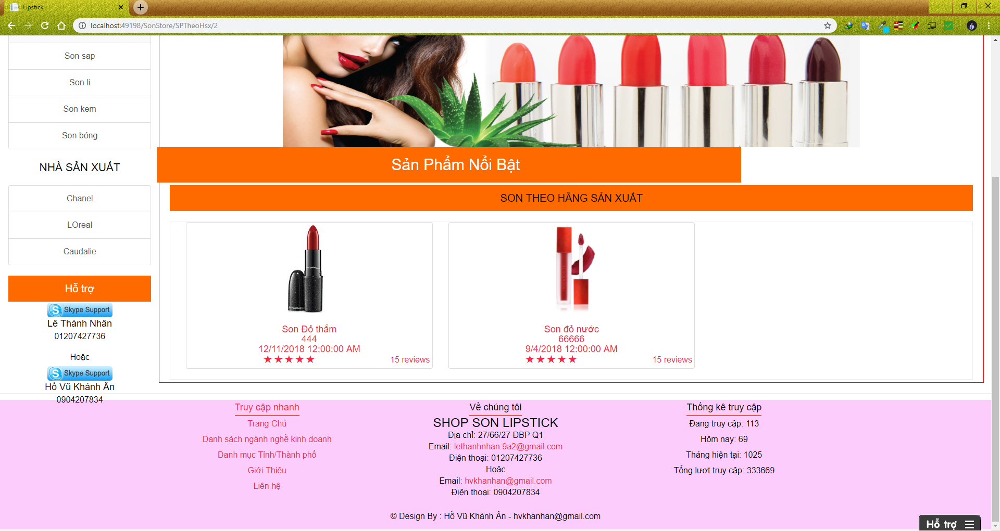 Lipstick
localhost:49198/SonStore/SPTheoHsx/2
Son sap
Son li
Son kem
Son bóng
NHÀ SẢN XUẤT
Chanel
LOreal
Caudalie
Hỗ trợ
Skype Support
Lê Thành Nhân
01207427736
Hoặc
Skype Support
Hồ Vũ Khánh Ân
0904207834
Sản Phẩm Nổi Bật
SON THEO HÃNG SẢN XUẤT
MAC
MAC
Son Đỏ thắm
444
12/11/2018 12:00:00 AM
★★★★★ 15 reviews
Son đỏ nước
66666
9/4/2018 12:00:00 AM
★★★★★ 15 reviews
Truy cập nhanh
Trang Chủ
Danh sách ngành nghề kinh doanh
Danh mục Tỉnh/Thành phố
Giới Thiệu
Liên hệ
Về chúng tôi
SHOP SON LIPSTICK
Địa chỉ: 27/66/27 ĐBP Q1
Email: lethanhnhan.9a2@gmail.com
Điện thoại: 01207427736
Hoặc
Email: hvkhanhan@gmail.com
Điện thoại: 0904207834
Thống kê truy cập
Đang truy cập: 113
Hôm nay: 69
Tháng hiện tại: 1025
Tổng lượt truy cập: 333669
© Design By : Hồ Vũ Khánh Ân - hvkhanhan@gmail.com
Hỗ trợ